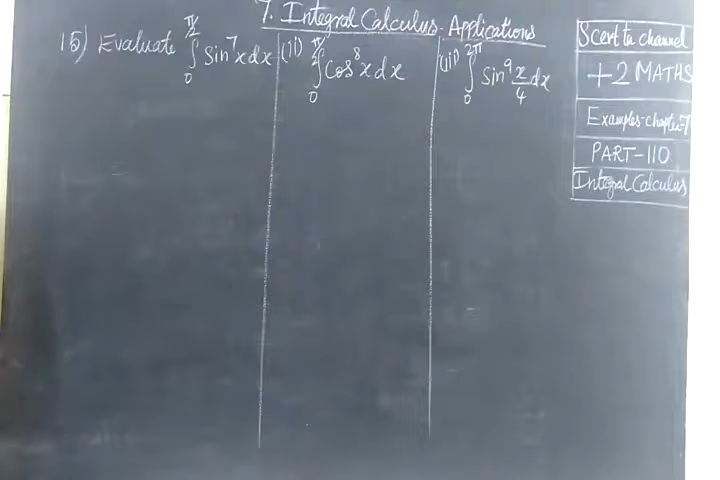 7. Integral Calculus-Applications
15) Evaluate ∫₀^{π/2} Sin⁷x dx
(ii) ∫₀^{π/2} Cos⁸x dx
(iii) ∫₀^{2π} Sin⁹ x/4 dx
Scert tn channel
+2 MATHS
Examples-chapter-7
PART-110
Integral Calculus